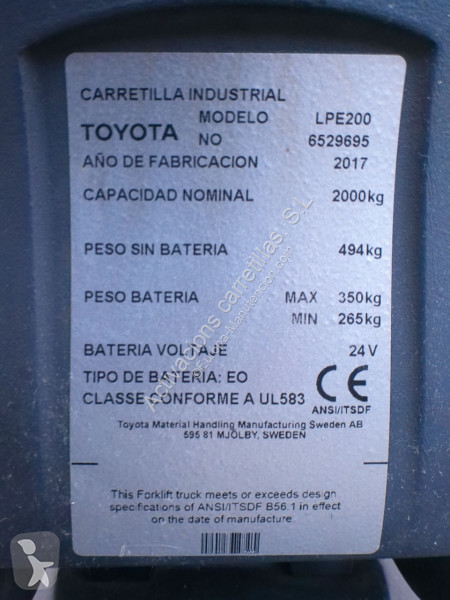 CARRETILLA INDUSTRIAL
TOYOTA MODELO LPE200
NO 6529695
AÑO DE FABRICACION 2017
CAPACIDAD NOMINAL 2000kg
PESO SIN BATERIA 494kg
PESO BATERIA MAX 350kg
MIN 265kg
BATERIA VOLTAJE 24V
TIPO DE BATERIA: EO
CLASSE CONFORME A UL583
CE
ANSI/ITSDF
Toyota Material Handling Manufacturing Sweden AB
595 81 MJÖLBY, SWEDEN
This Forklift truck meets or exceeds design
specifications of ANSI/ITSDF B56.1 in effect
on the date of manufacture.